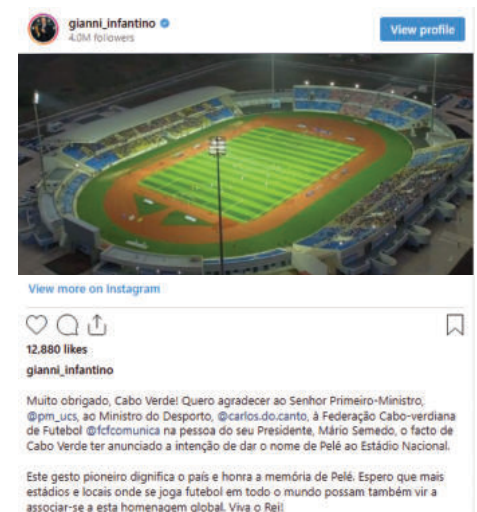 gianni_infantino
4.0M followers
View profile
View more on Instagram
12,880 likes
gianni_infantino
Muito obrigado, Cabo Verde! Quero agradecer ao Senhor Primeiro-Ministro,
@pm_ucs, ao Ministro do Desporto, @carlos.do.canto, à Federação Cabo-verdiana
de Futebol @fcfcomunica na pessoa do seu Presidente, Mário Semedo, o facto de
Cabo Verde ter anunciado a intenção de dar o nome de Pelé ao Estádio Nacional.
Este gesto pioneiro dignifica o país e honra a memória de Pelé. Espero que mais
estádios e locais onde se joga futebol em todo o mundo possam também vir a
associar-se a esta homenagem global. Viva o Rei!